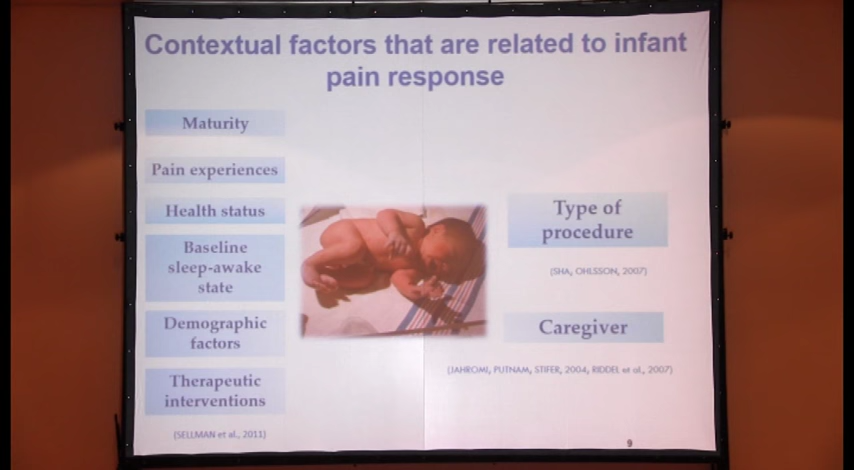 Contextual factors that are related to infant
pain response
Maturity
Pain experiences
Health status
Baseline
sleep-awake
state
Demographic
factors
Therapeutic
interventions
(SELLMAN et al., 2011)
Type of
procedure
(SHA, OHLSSON, 2007)
Caregiver
(JAHROMI, PUTNAM, STIFER, 2004, RIDDEL et al., 2007)
9